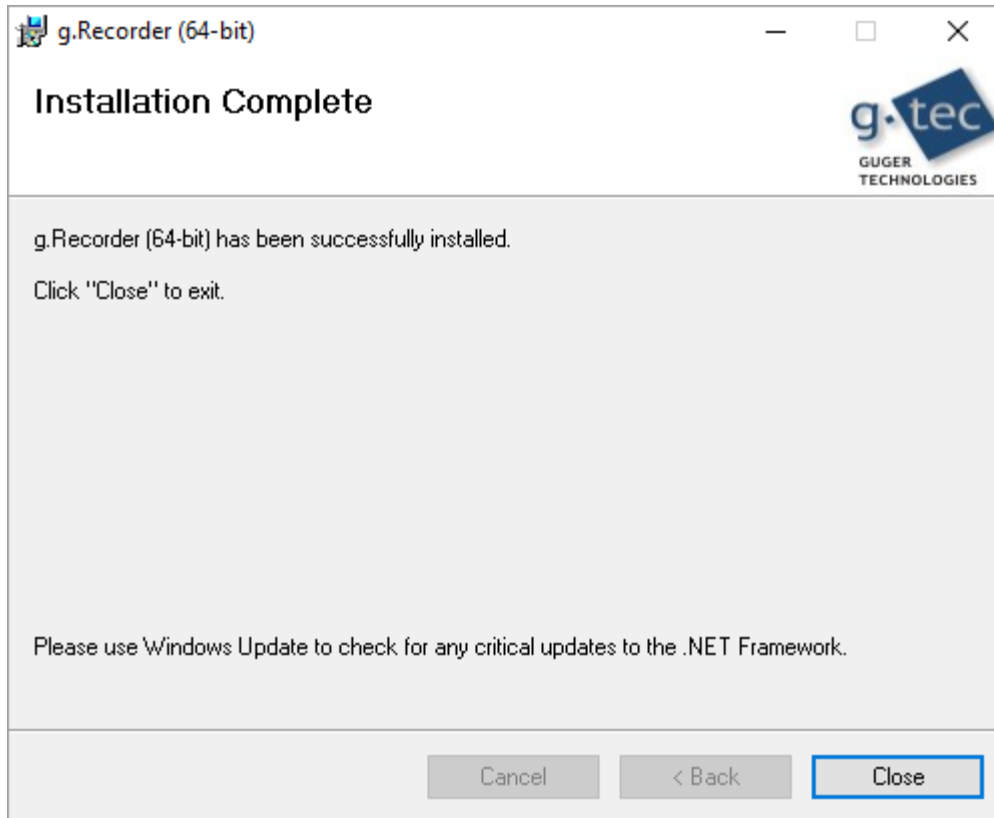 g.Recorder (64-bit)
Installation Complete
g.tec
GUGER
TECHNOLOGIES
g.Recorder (64-bit) has been successfully installed.
Click "Close" to exit.
Please use Windows Update to check for any critical updates to the .NET Framework.
Cancel
< Back
Close